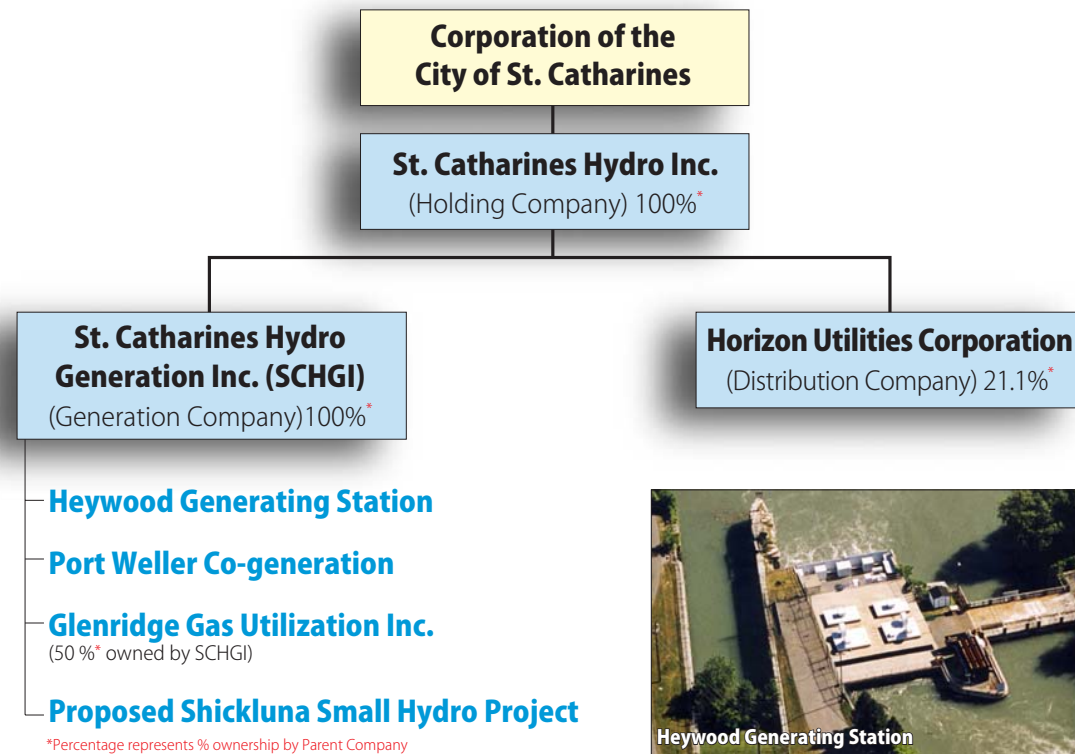 Corporation of the
City of St. Catharines
St. Catharines Hydro Inc.
(Holding Company) 100%*
St. Catharines Hydro
Generation Inc. (SCHGI)
(Generation Company)100%*
Horizon Utilities Corporation
(Distribution Company) 21.1%*
Heywood Generating Station
Port Weller Co-generation
Glenridge Gas Utilization Inc.
(50 %* owned by SCHGI)
Proposed Shickluna Small Hydro Project
*Percentage represents % ownership by Parent Company
Heywood Generating Station